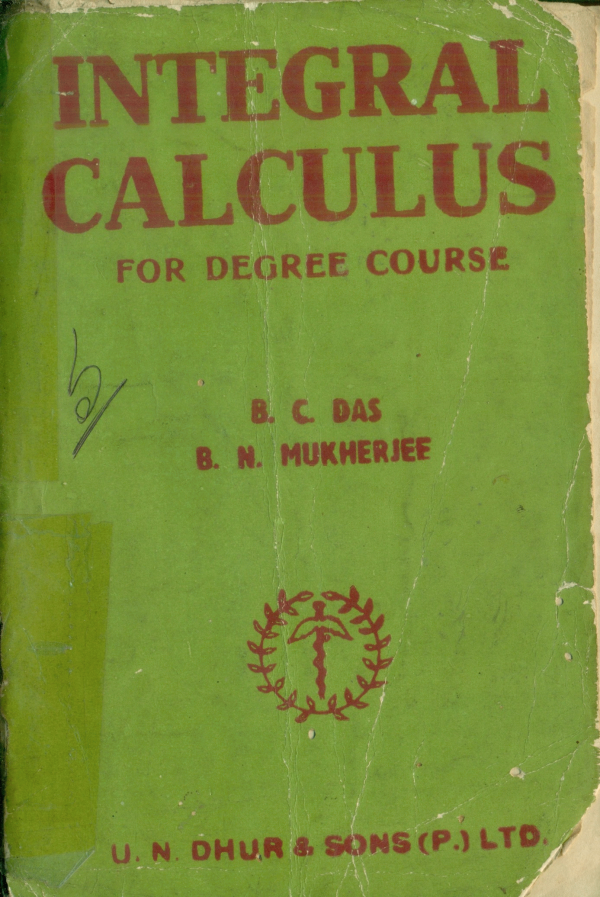 INTEGRAL
CALCULUS
FOR DEGREE COURSE
B. C. DAS
B. N. MUKHERJEE
U. N. DHUR & SONS (P.) LTD.